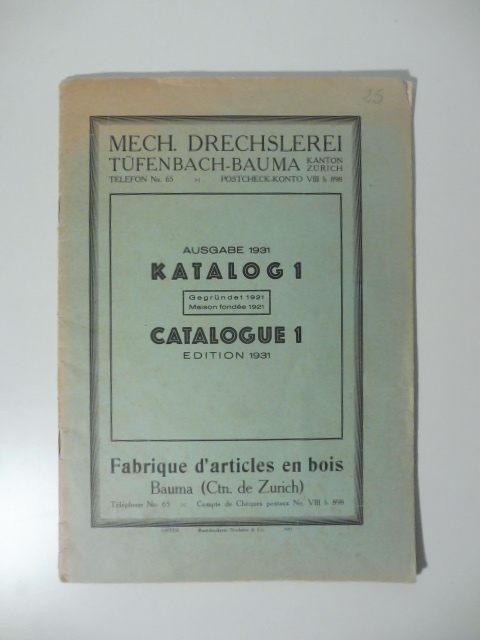 25
MECH. DRECHSLEREI
TÜFENBACH-BAUMA KANTON ZÜRICH
TELEFON No. 65 :: POSTCHECK-KONTO VIII b 898
AUSGABE 1931
KATALOG 1
Gegründet 1921
Maison fondée 1921
CATALOGUE 1
EDITION 1931
Fabrique d'articles en bois
Bauma (Ctn. de Zurich)
Téléphone No. 65 :: Compte de Chèques postaux No. VIII b 898